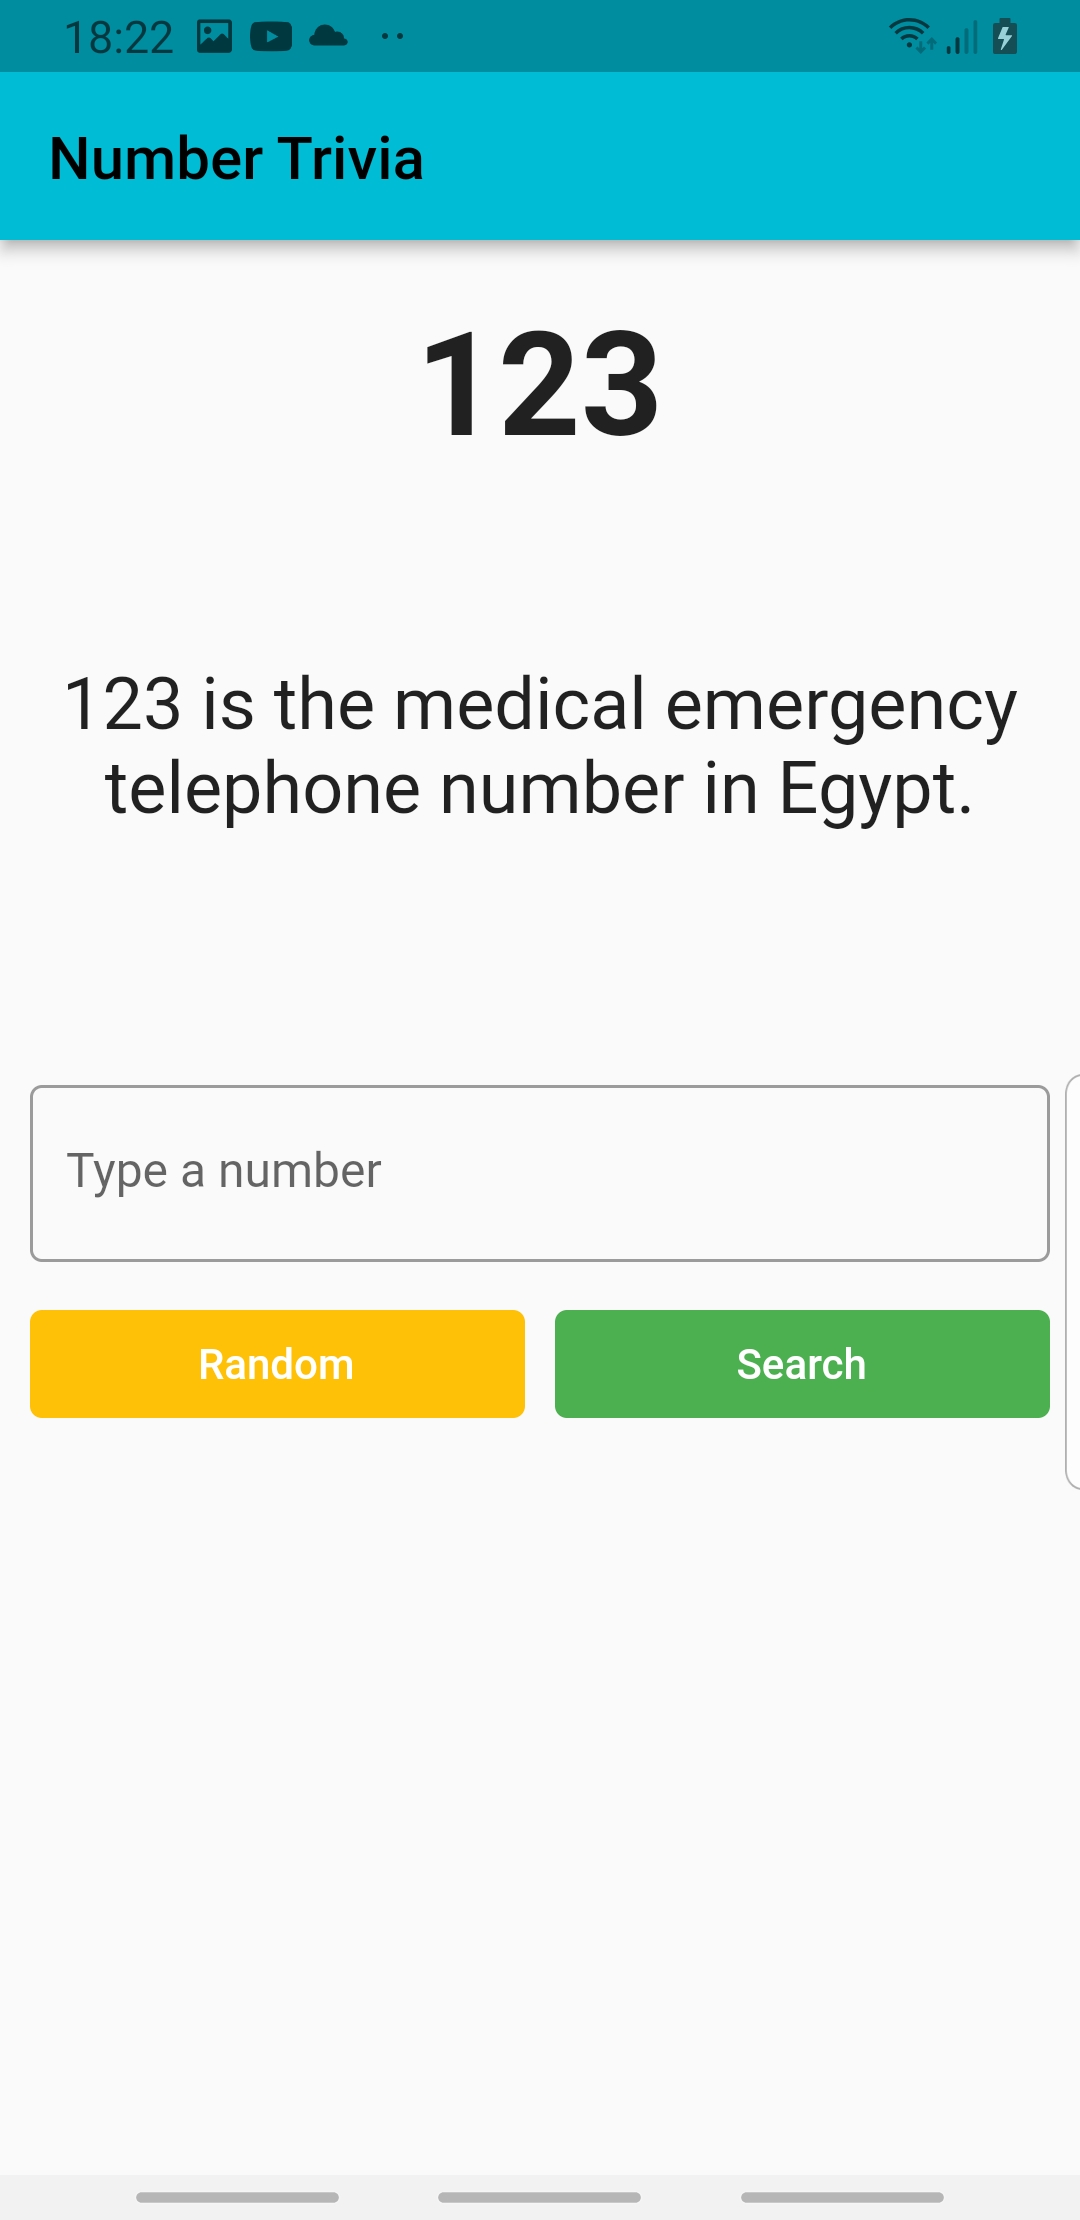 18:22
Number Trivia
123
123 is the medical emergency
telephone number in Egypt.
Type a number
Random
Search